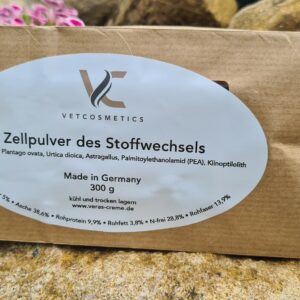 VC
VETCOSMETICS
Zellpulver des Stoffwechsels
Plantago ovata, Urtica dioica, Astragallus, Palmitoylethanolamid (PEA), Klinoptilolith
Made in Germany
300 g
kühl und trocken lagern
www.veras-creme.de
5% • Asche 38,6% • Rohprotein 9,9% • Rohfett 3,8% • N-frei 28,8% • Rohfaser 13,9%